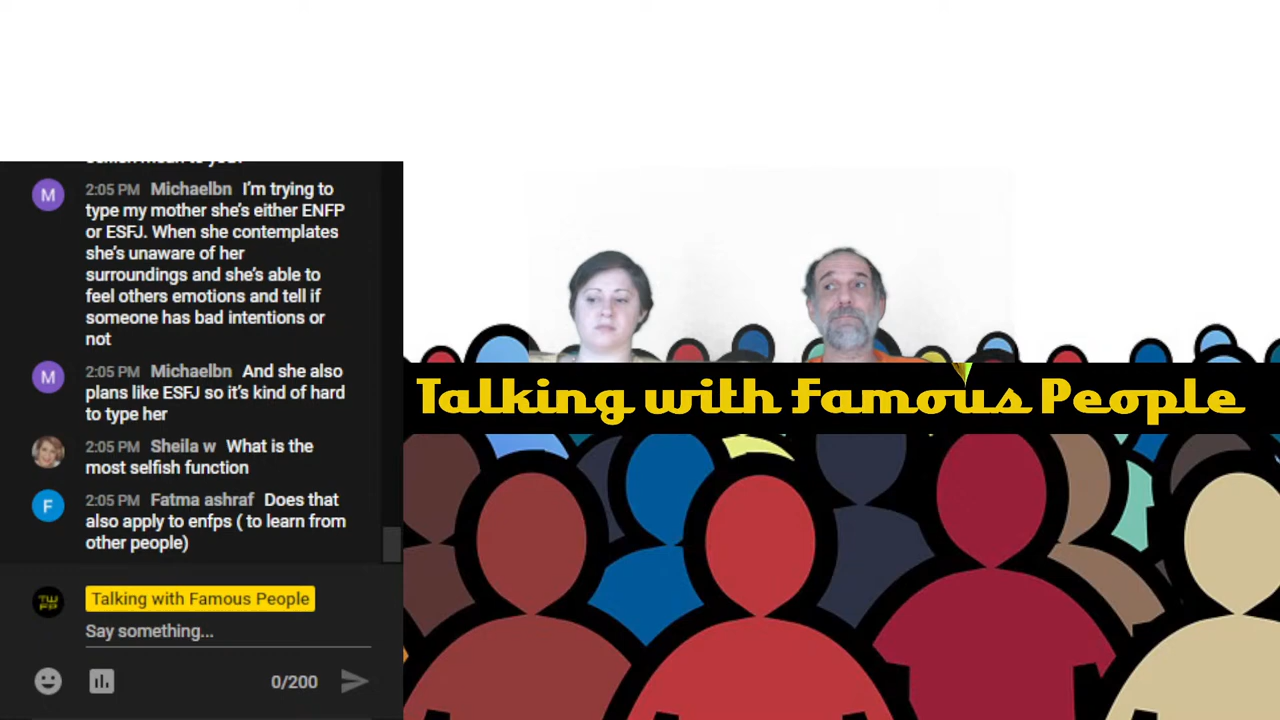 M 2:05 PM Michaelbn I'm trying to
type my mother she's either ENFP
or ESFJ. When she contemplates
she's unaware of her
surroundings and she's able to
feel others emotions and tell if
someone has bad intentions or
not
M 2:05 PM Michaelbn And she also
plans like ESFJ so it's kind of hard
to type her
2:05 PM Sheila w What is the
most selfish function
F 2:05 PM Fatma ashraf Does that
also apply to enfps ( to learn from
other people)
TW
FP
Talking with Famous People
Say something...
0/200
Talking with Famous People